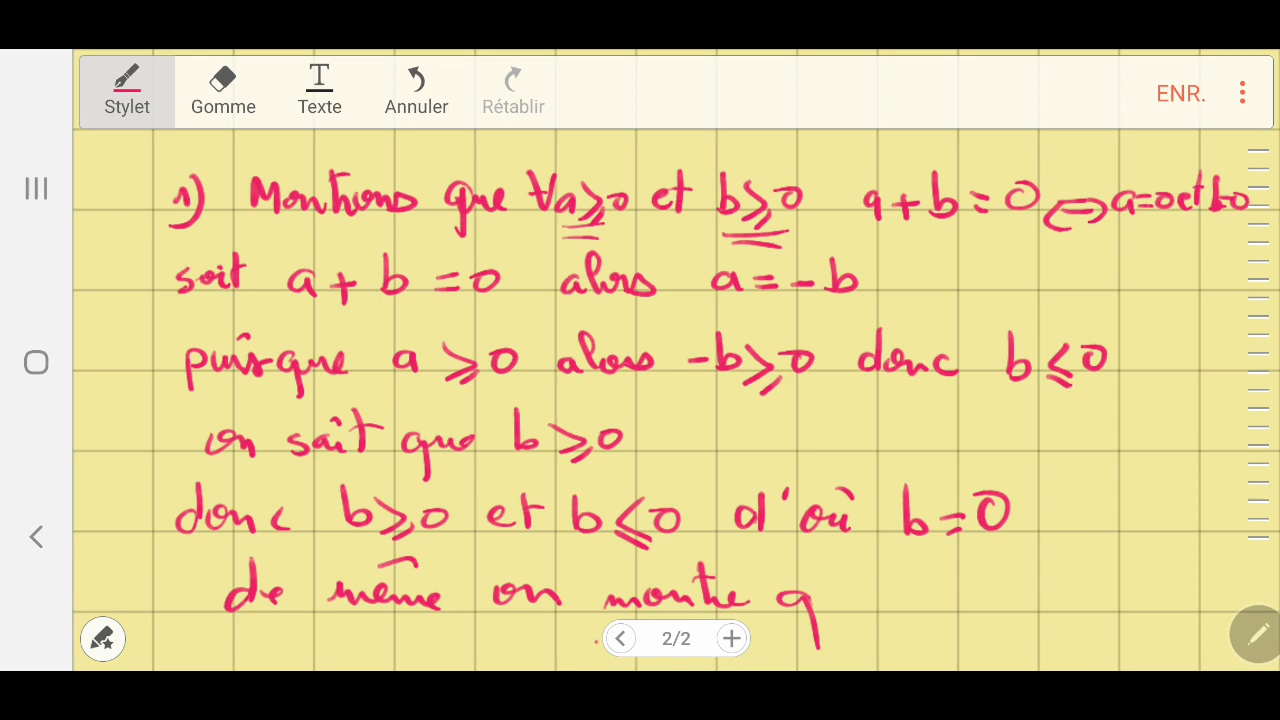 Stylet Gomme Texte Annuler Rétablir ENR.
1) Montrons que ∀a⩾0 et b⩾0 a+b=0 ⇔ a=0 et b=0
soit a+b=0 alors a=-b
puisque a⩾0 alors -b⩾0 donc b⩽0
on sait que b⩾0
donc b⩾0 et b⩽0 d'où b=0
de même on montre q
2/2